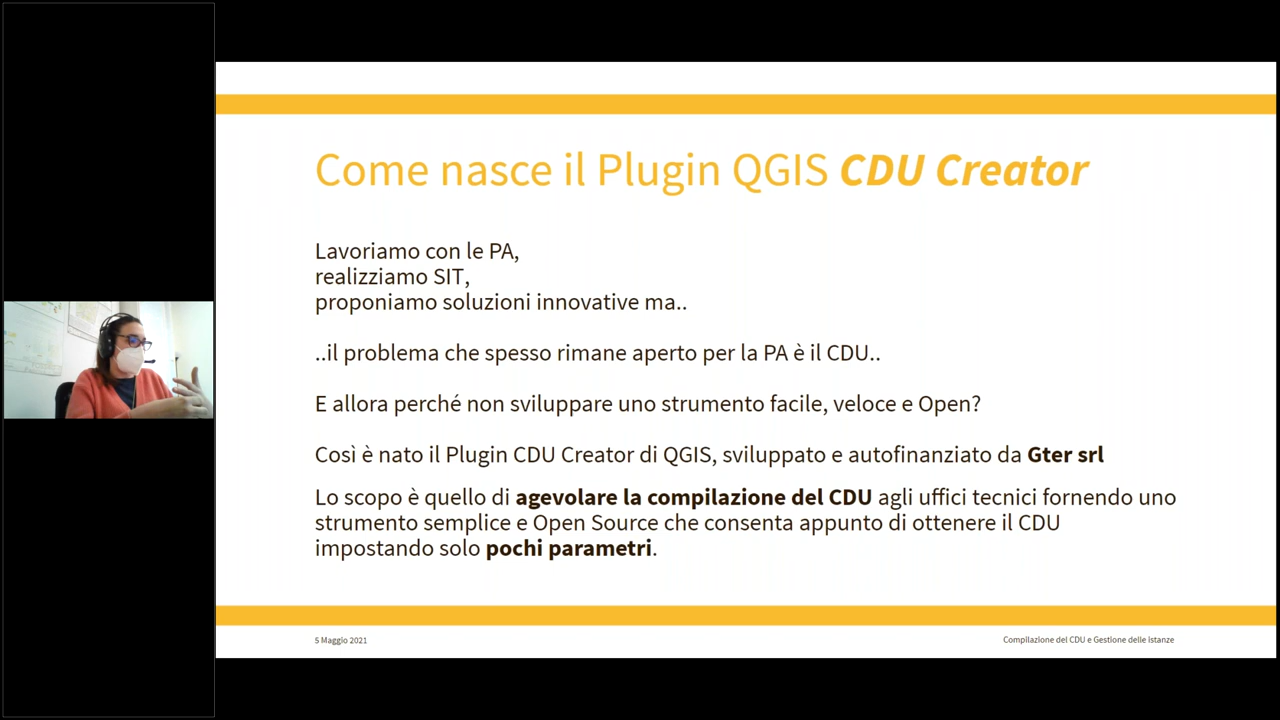 Come nasce il Plugin QGIS CDU Creator
Lavoriamo con le PA,
realizziamo SIT,
proponiamo soluzioni innovative ma..
..il problema che spesso rimane aperto per la PA è il CDU..
E allora perché non sviluppare uno strumento facile, veloce e Open?
Così è nato il Plugin CDU Creator di QGIS, sviluppato e autofinanziato da Gter srl
Lo scopo è quello di agevolare la compilazione del CDU agli uffici tecnici fornendo uno
strumento semplice e Open Source che consenta appunto di ottenere il CDU
impostando solo pochi parametri.
5 Maggio 2021
Compilazione del CDU e Gestione delle Istanze